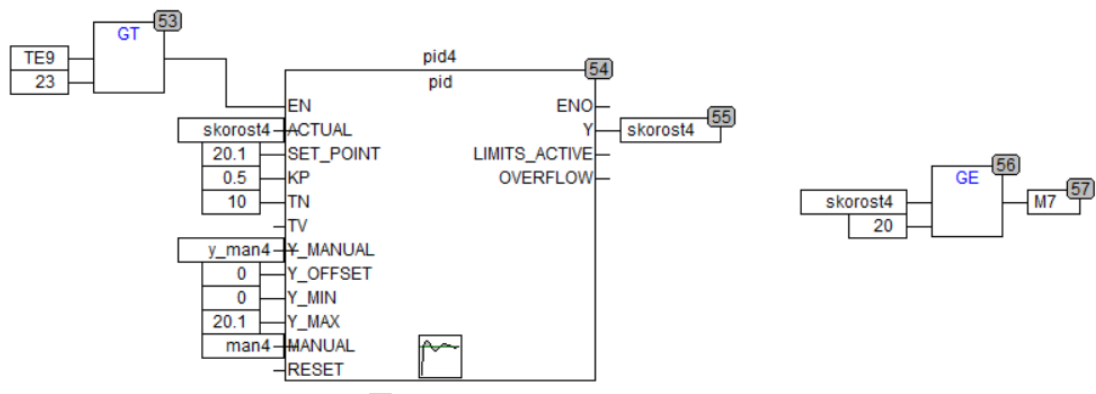 GT 53
TE9
23
pid4
pid 54
EN ENO
skorost4 ACTUAL Y skorost4 55
20.1 SET_POINT LIMITS_ACTIVE
0.5 KP OVERFLOW
10 TN
TV
y_man4 Y_MANUAL
0 Y_OFFSET
0 Y_MIN
20.1 Y_MAX
man4 MANUAL
RESET
GE 56
skorost4 M7 57
20